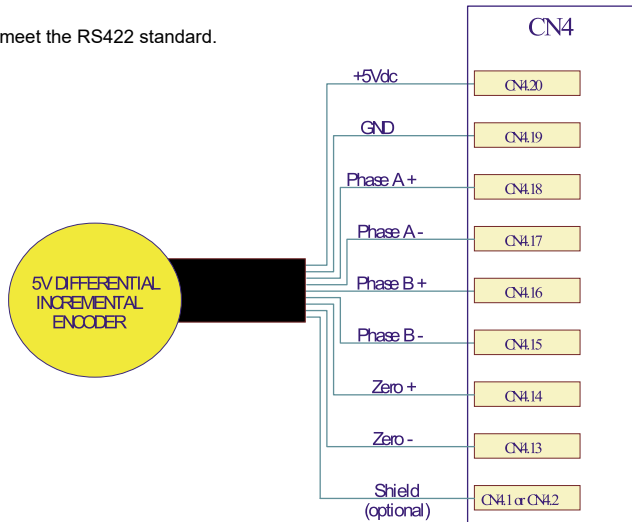 meet the RS422 standard.
CN4
+5Vdc
CN4.20
GND
CN4.19
Phase A +
CN4.18
Phase A -
CN4.17
5V DIFFERENTIAL
INCREMENTAL
ENCODER
Phase B +
CN4.16
Phase B -
CN4.15
Zero +
CN4.14
Zero -
CN4.13
Shield
(optional)
CN4.1 or CN4.2